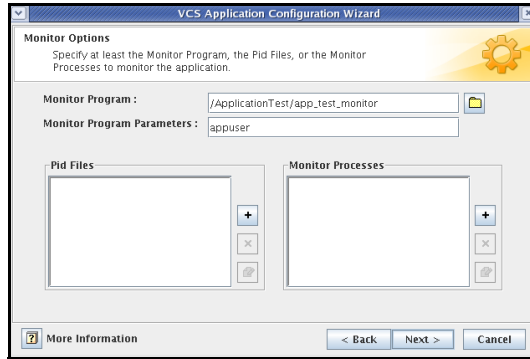 VCS Application Configuration Wizard
Monitor Options
Specify at least the Monitor Program, the Pid Files, or the Monitor
Processes to monitor the application.
Monitor Program :
/ApplicationTest/app_test_monitor
Monitor Program Parameters :
appuser
Pid Files
Monitor Processes
? More Information
< Back
Next >
Cancel